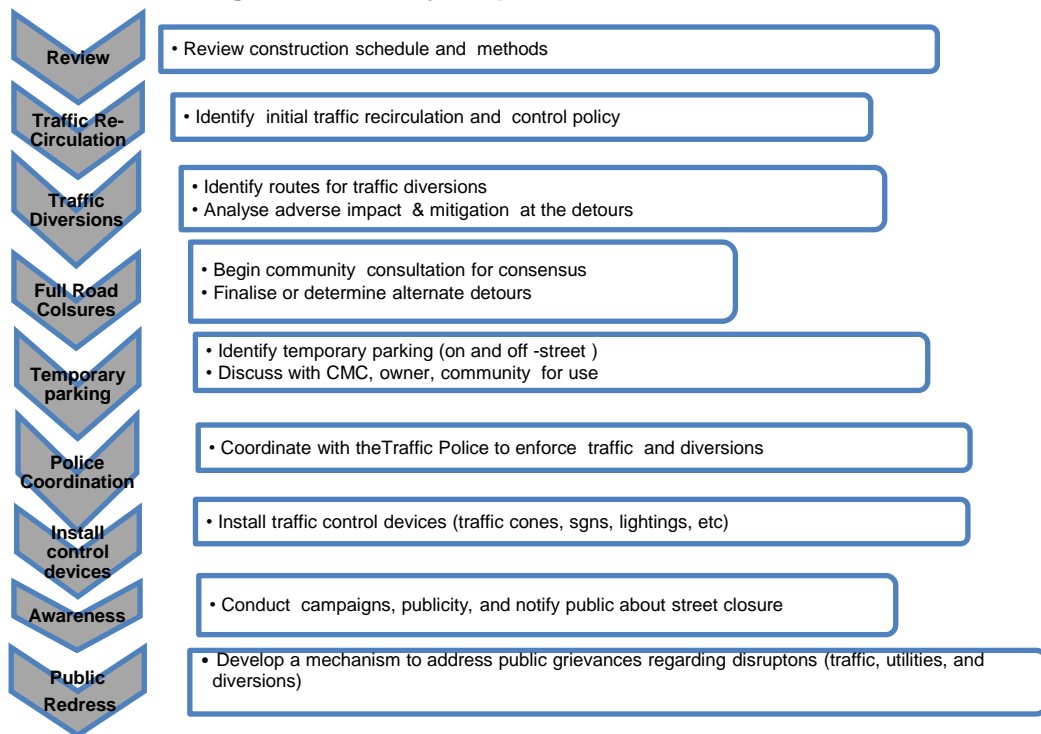 Review
• Review construction schedule and methods
Traffic Re-
Circulation
• Identify initial traffic recirculation and control policy
Traffic
Diversions
• Identify routes for traffic diversions
• Analyse adverse impact & mitigation at the detours
Full Road
Colsures
• Begin community consultation for consensus
• Finalise or determine alternate detours
Temporary
parking
• Identify temporary parking (on and off -street )
• Discuss with CMC, owner, community for use
Police
Coordination
• Coordinate with theTraffic Police to enforce traffic and diversions
Install
control
devices
• Install traffic control devices (traffic cones, sgns, lightings, etc)
Awareness
• Conduct campaigns, publicity, and notify public about street closure
Public
Redress
• Develop a mechanism to address public grievances regarding disruptons (traffic, utilities, and
diversions)